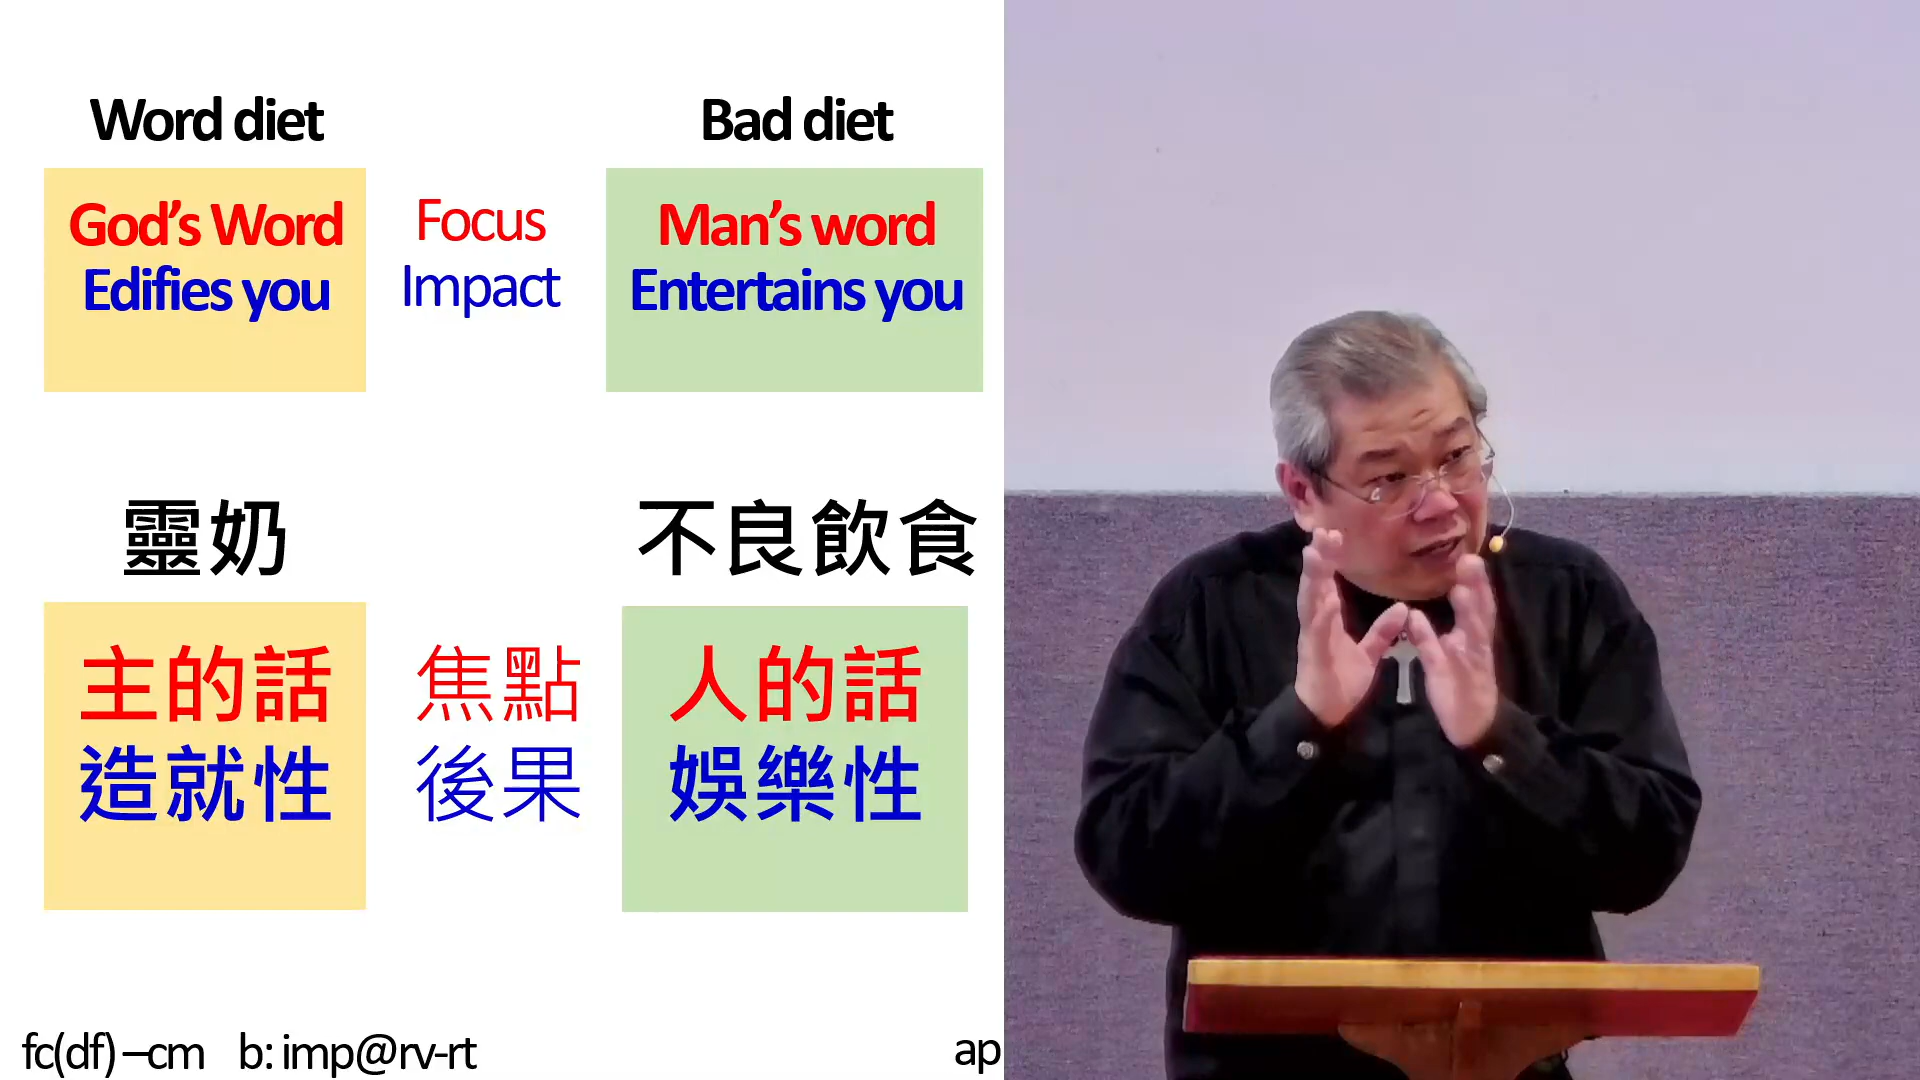 Word diet Bad diet
God's Word Focus Man's word
Edifies you Impact Entertains you
靈奶 不良飲食
主的話 焦點 人的話
造就性 後果 娛樂性
fc(df) –cm b: imp@rv-rt ap